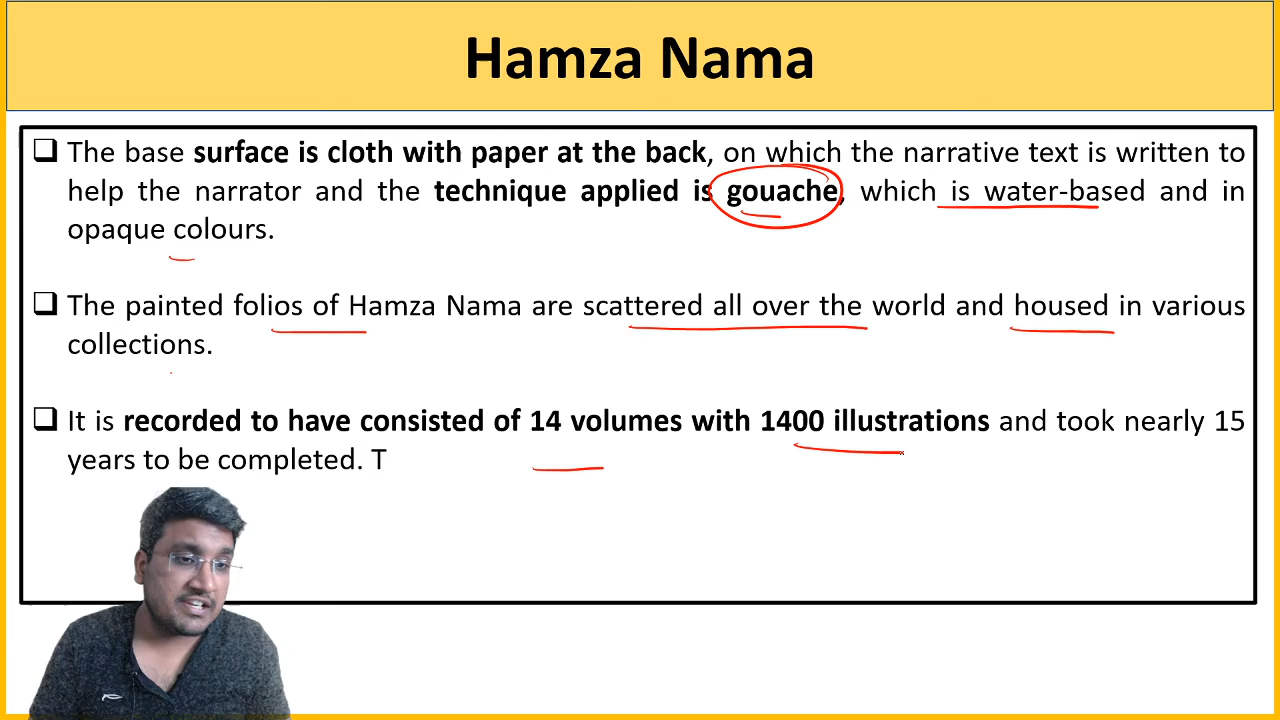 Hamza Nama
The base surface is cloth with paper at the back, on which the narrative text is written to
help the narrator and the technique applied is gouache, which is water-based and in
opaque colours.
The painted folios of Hamza Nama are scattered all over the world and housed in various
collections.
It is recorded to have consisted of 14 volumes with 1400 illustrations and took nearly 15
years to be completed. T